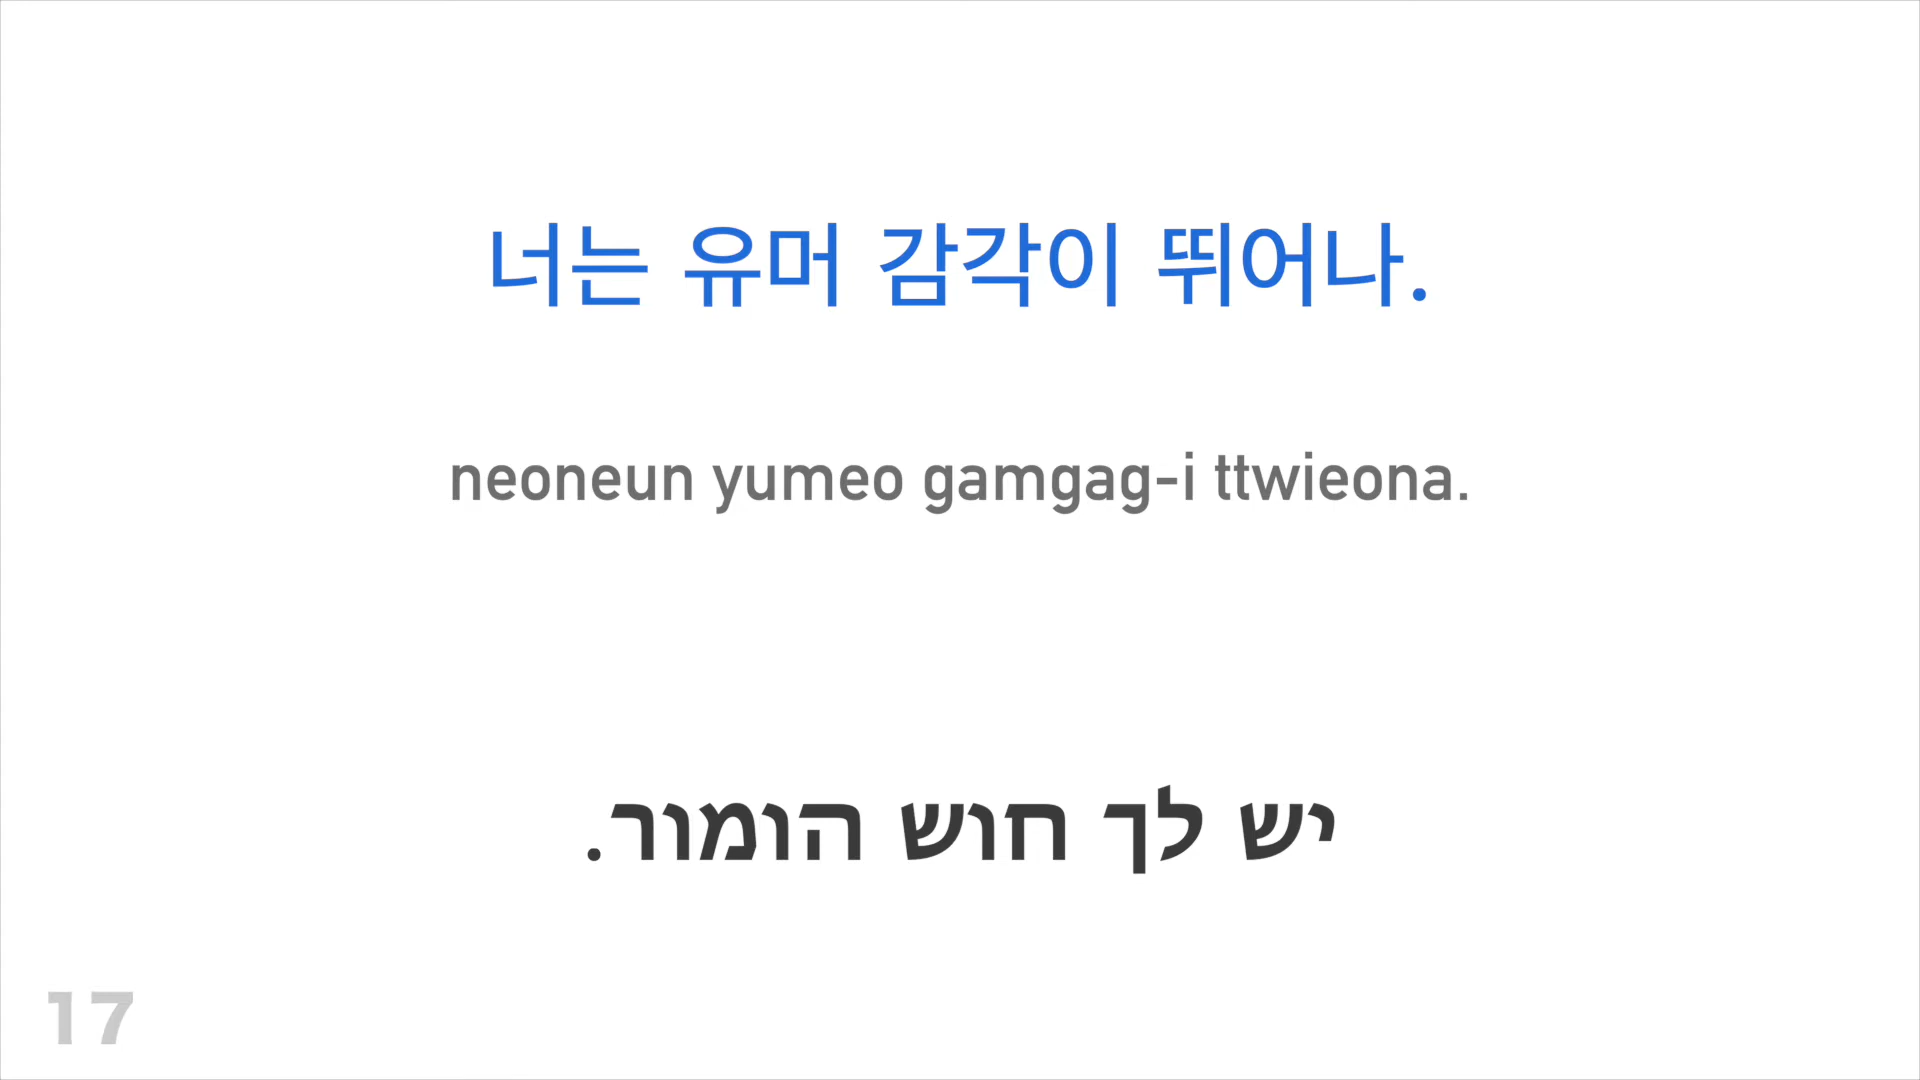 너는 유머 감각이 뛰어나.
neoneun yumeo gamgag-i ttwieona.
יש לך חוש הומור.
17